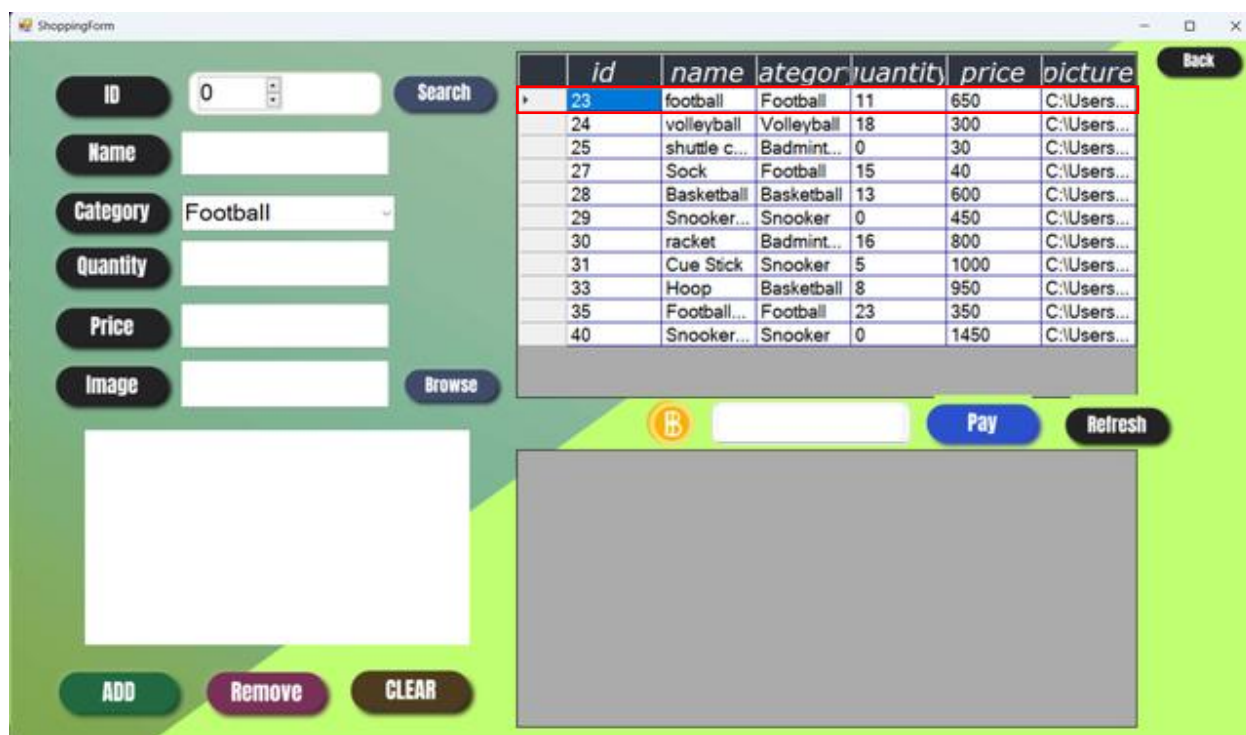 ShoppingForm
Back
ID 0 Search
Name
Category Football
Quantity
Price
Image Browse
id name ategor uantity price picture
23 football Football 11 650 C:\Users...
24 volleyball Volleyball 18 300 C:\Users...
25 shuttle c... Badmint... 0 30 C:\Users...
27 Sock Football 15 40 C:\Users...
28 Basketball Basketball 13 600 C:\Users...
29 Snooker... Snooker 0 450 C:\Users...
30 racket Badmint... 16 800 C:\Users...
31 Cue Stick Snooker 5 1000 C:\Users...
33 Hoop Basketball 8 950 C:\Users...
35 Football... Football 23 350 C:\Users...
40 Snooker... Snooker 0 1450 C:\Users...
฿ Pay Refresh
ADD Remove CLEAR